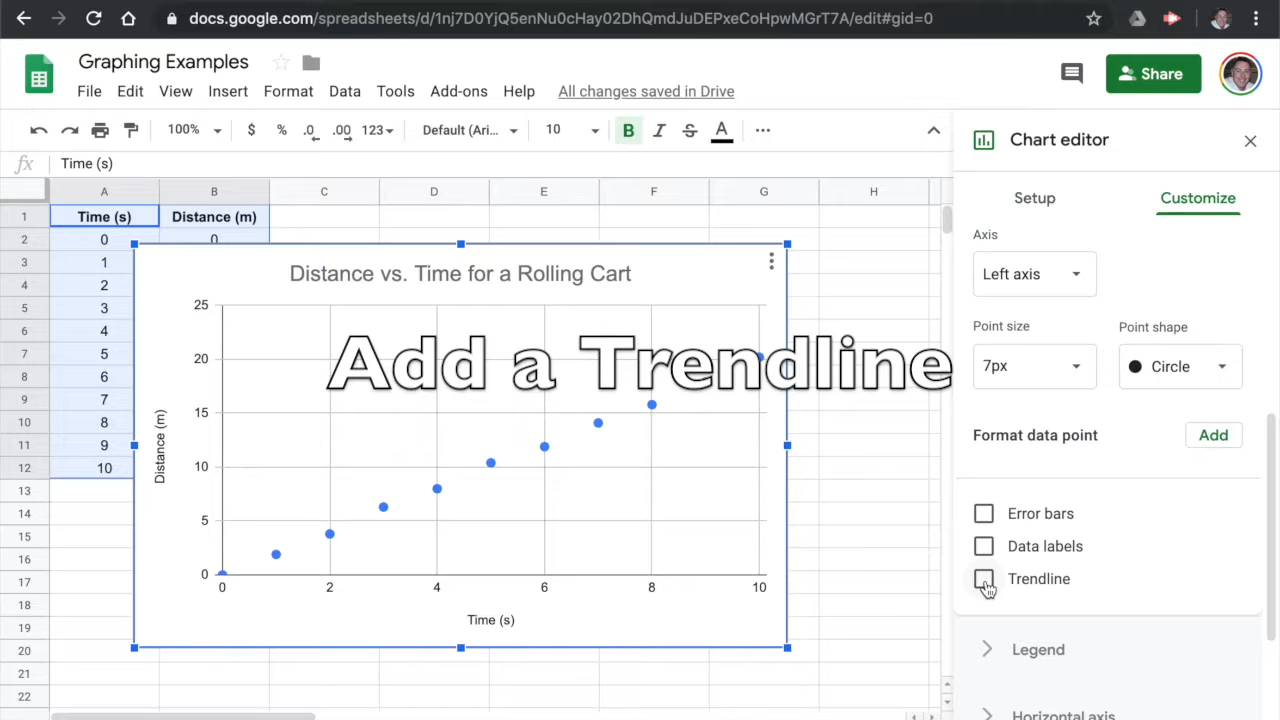 docs.google.com/spreadsheets/d/1nj7D0YjQ5enNu0cHay02DhQmdJuDEPxeCoHpwMGrT7A/edit#gid=0
Graphing Examples
File Edit View Insert Format Data Tools Add-ons Help All changes saved in Drive
Share
100% $ % .0 .00 123 Default (Ari... 10 B I S A
fx Time (s)
Chart editor
Setup Customize
A B C D E F G H
1 Time (s) Distance (m)
2 0 0
3 1
4 2
5 3
6 4
7 5
8 6
9 7
10 8
11 9
12 10
13
14
15
16
17
18
19
20
21
22
Distance vs. Time for a Rolling Cart
Add a Trendline
Distance (m)
25
20
15
10
5
0
0 2 4 6 8 10
Time (s)
Axis
Left axis
Point size Point shape
7px Circle
Format data point Add
Error bars
Data labels
Trendline
Legend
Horizontal axis